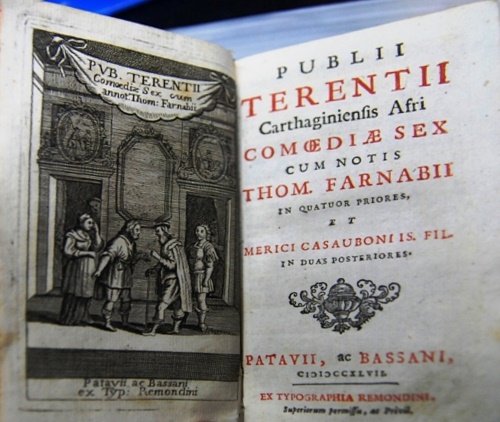 PUB. TERENTII
Comœdiæ Sex cum
annot. Thom: Farnabii
Patavii ac Bassani
ex Typ: Remondini
PUBLII
TERENTII
Carthaginienſis Afri
COMŒDIÆ SEX
CUM NOTIS
THOM. FARNABII
IN QUATUOR PRIORES,
ET
MERICI CASAUBONI IS. FIL.
IN DUAS POSTERIORES.
PATAVII, ac BASSANI,
CIↃIↃCCXLVII.
EX TYPOGRAPHIA REMONDINI,
Superiorum permiſſu, ac Privil.